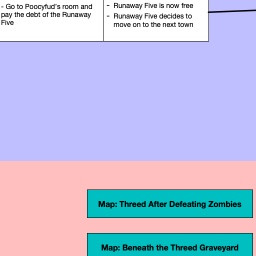 - Go to Poocyfud's room and
pay the debt of the Runaway
Five
- Runaway Five is now free
- Runaway Five decides to
move on to the next town
Map: Threed After Defeating Zombies
Map: Beneath the Threed Graveyard